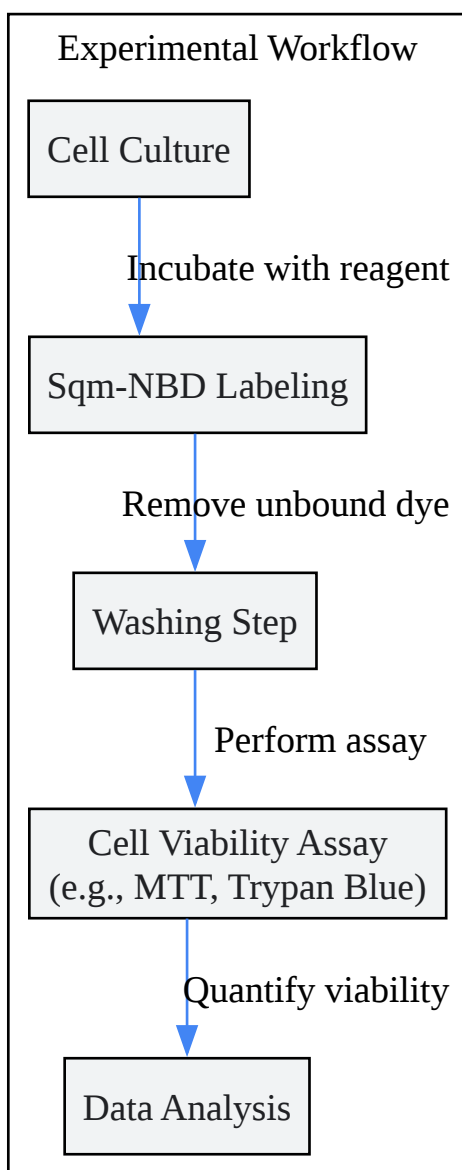 Experimental Workflow
Cell Culture
Incubate with reagent
Sqm-NBD Labeling
Remove unbound dye
Washing Step
Perform assay
Cell Viability Assay
(e.g., MTT, Trypan Blue)
Quantify viability
Data Analysis